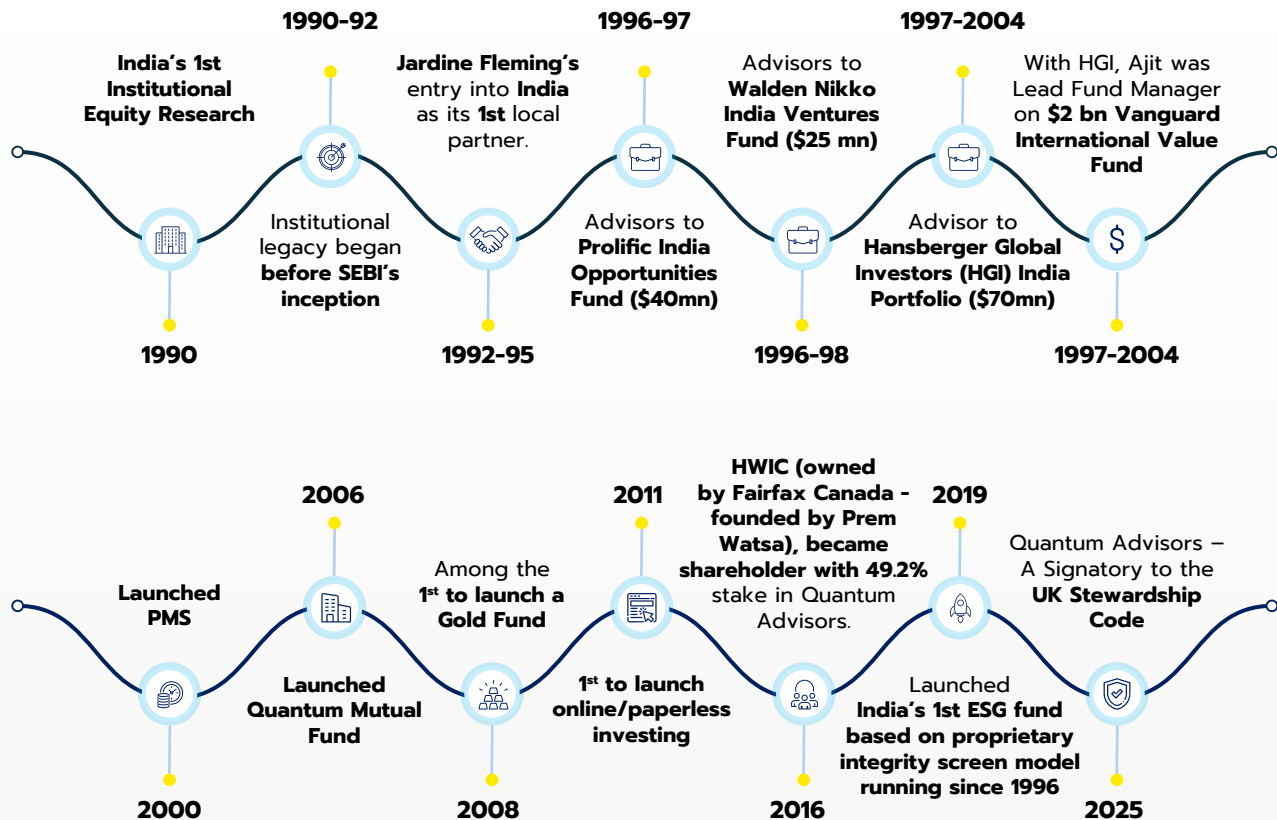 1990-92
1996-97
1997-2004
India's 1st
Institutional
Equity Research
Jardine Fleming's
entry into India
as its 1st local
partner.
Advisors to
Walden Nikko
India Ventures
Fund ($25 mn)
With HGI, Ajit was
Lead Fund Manager
on $2 bn Vanguard
International Value
Fund
Institutional
legacy began
before SEBI's
inception
Advisors to
Prolific India
Opportunities
Fund ($40mn)
Advisor to
Hansberger Global
Investors (HGI) India
Portfolio ($70mn)
$
1990
1992-95
1996-98
1997-2004
2006
2011
HWIC (owned
by Fairfax Canada -
founded by Prem
Watsa), became
shareholder with 49.2%
stake in Quantum
Advisors.
2019
Launched
PMS
Among the
1st to launch a
Gold Fund
Quantum Advisors –
A Signatory to the
UK Stewardship
Code
Launched
Quantum Mutual
Fund
1st to launch
online/paperless
investing
Launched
India's 1st ESG fund
based on proprietary
integrity screen model
running since 1996
2000
2008
2016
2025